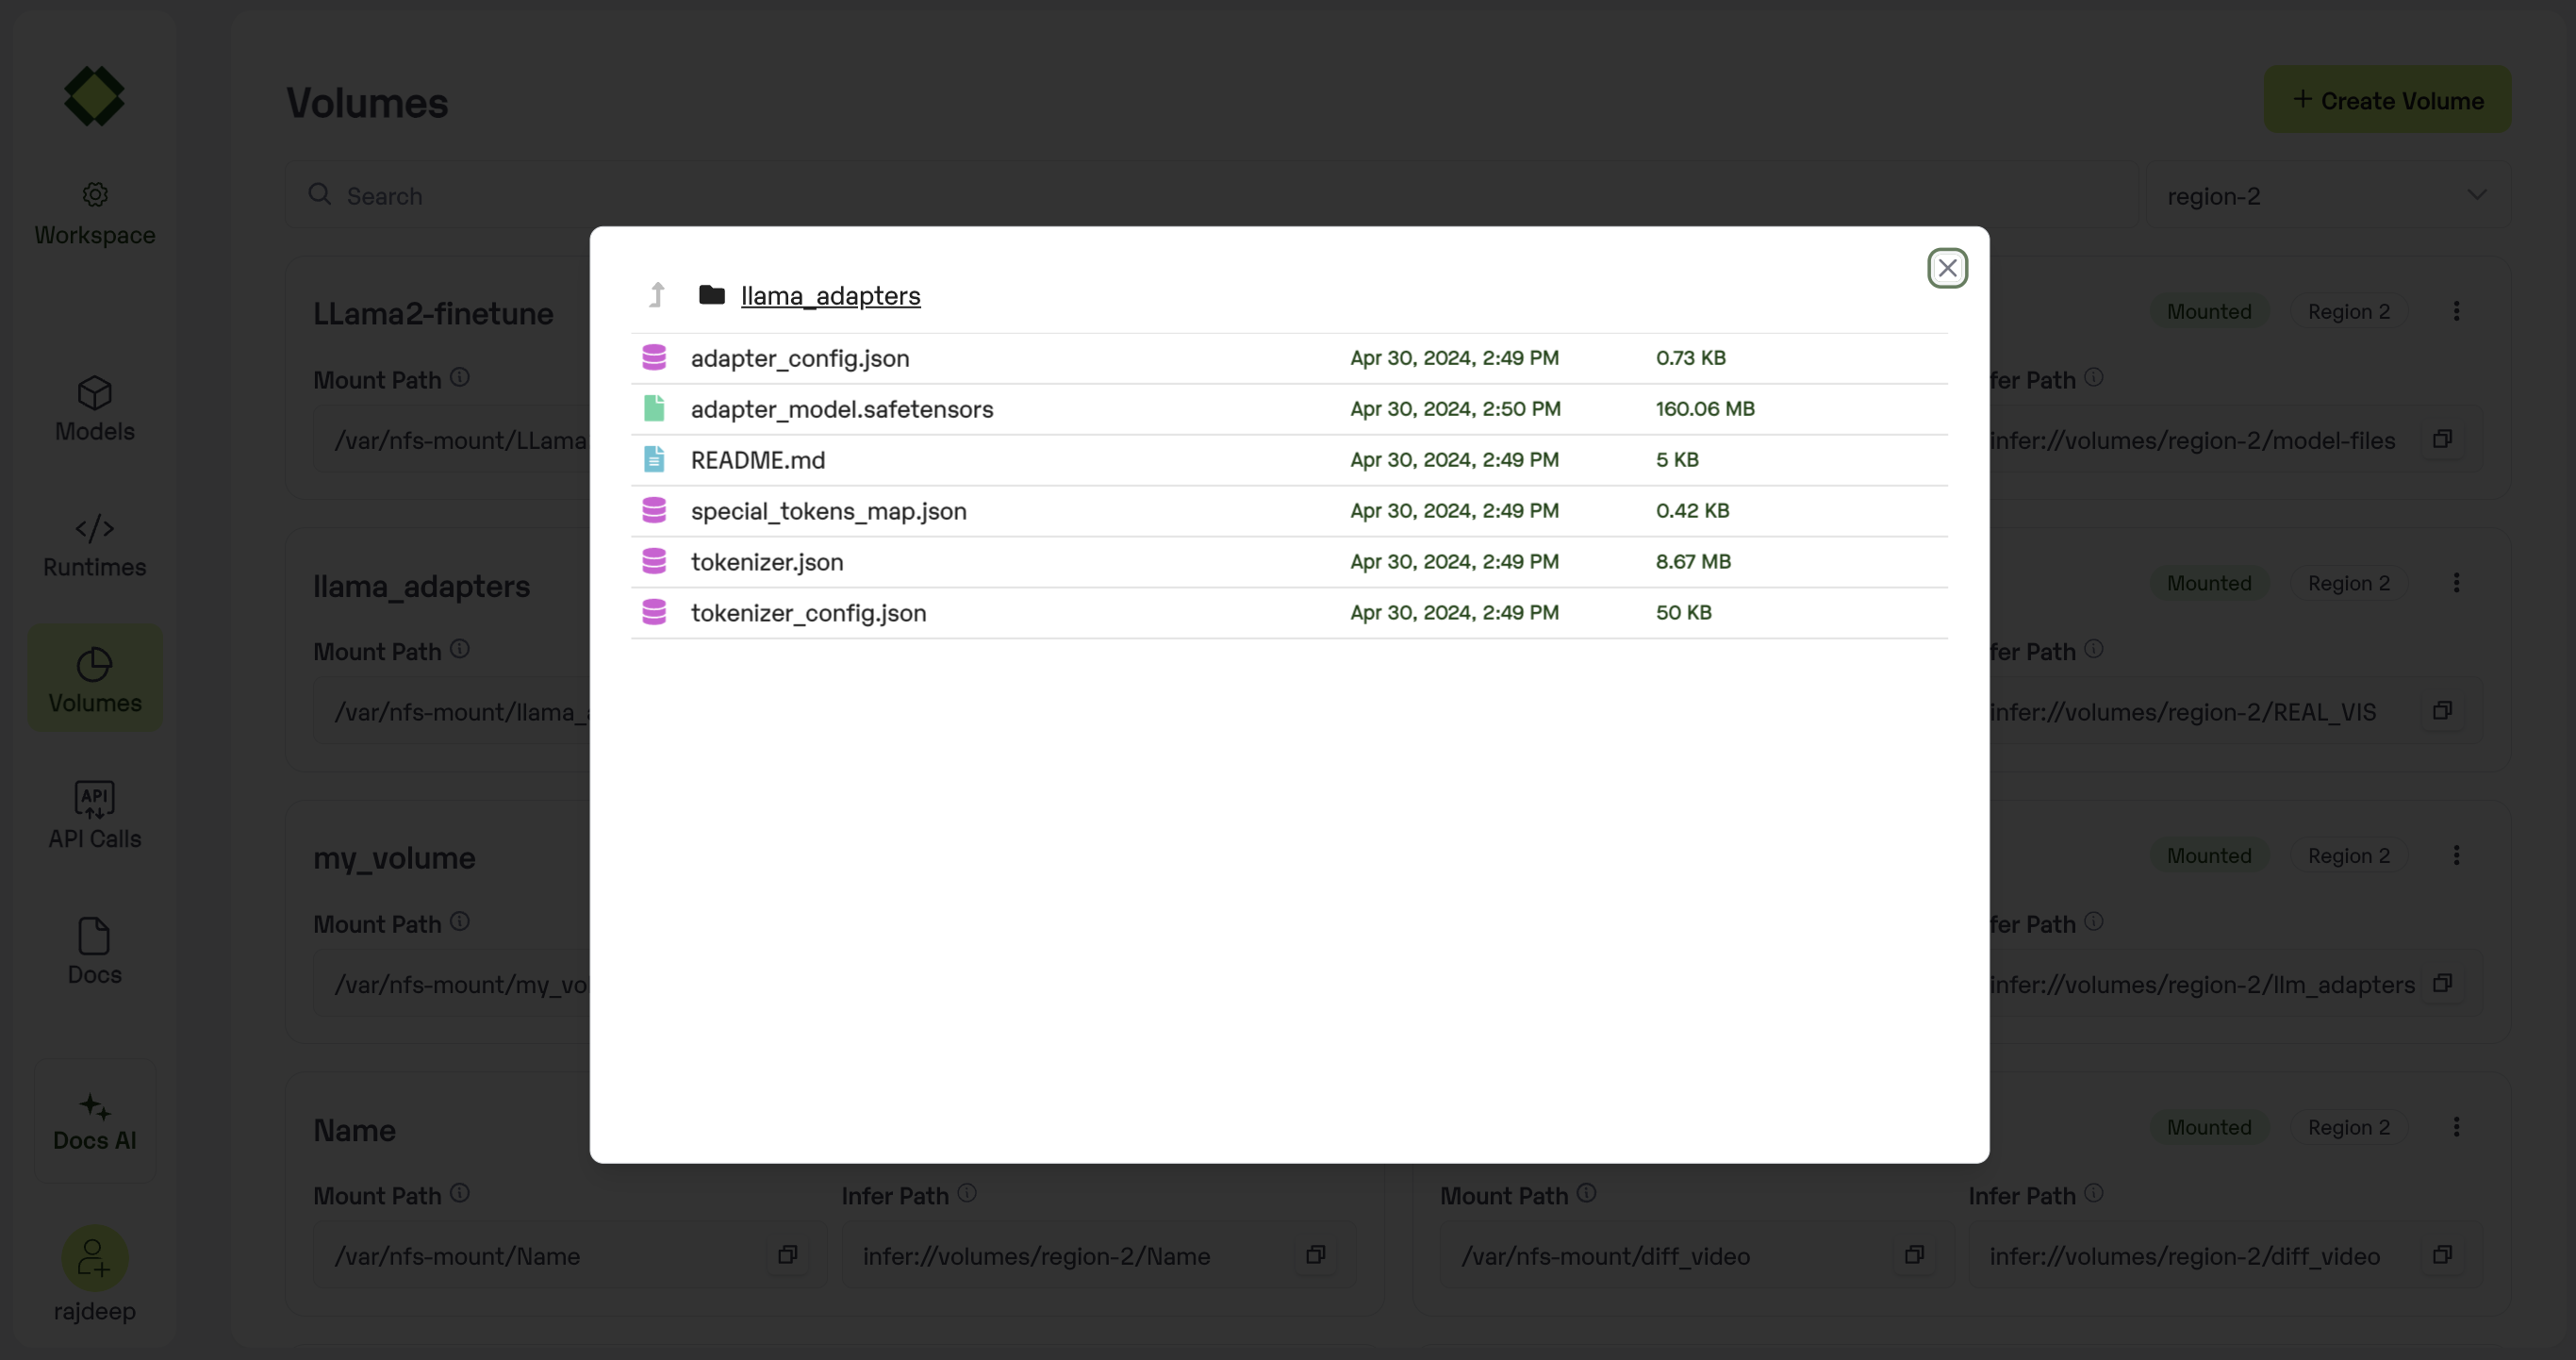 Workspace
Models
Runtimes
Volumes
API
API Calls
Docs
Docs AI
rajdeep
Volumes
+ Create Volume
Search
region-2
llama_adapters
adapter_config.json Apr 30, 2024, 2:49 PM 0.73 KB
adapter_model.safetensors Apr 30, 2024, 2:50 PM 160.06 MB
README.md Apr 30, 2024, 2:49 PM 5 KB
special_tokens_map.json Apr 30, 2024, 2:49 PM 0.42 KB
tokenizer.json Apr 30, 2024, 2:49 PM 8.67 MB
tokenizer_config.json Apr 30, 2024, 2:49 PM 50 KB
LLama2-finetune
Mounted Region 2
Mount Path
fer Path
/var/nfs-mount/LLama
infer://volumes/region-2/model-files
llama_adapters
Mounted Region 2
Mount Path
fer Path
/var/nfs-mount/llama_
infer://volumes/region-2/REAL_VIS
my_volume
Mounted Region 2
Mount Path
fer Path
/var/nfs-mount/my_vo
infer://volumes/region-2/llm_adapters
Name
Mounted Region 2
Mount Path Infer Path
/var/nfs-mount/Name infer://volumes/region-2/Name
Mount Path Infer Path
/var/nfs-mount/diff_video infer://volumes/region-2/diff_video